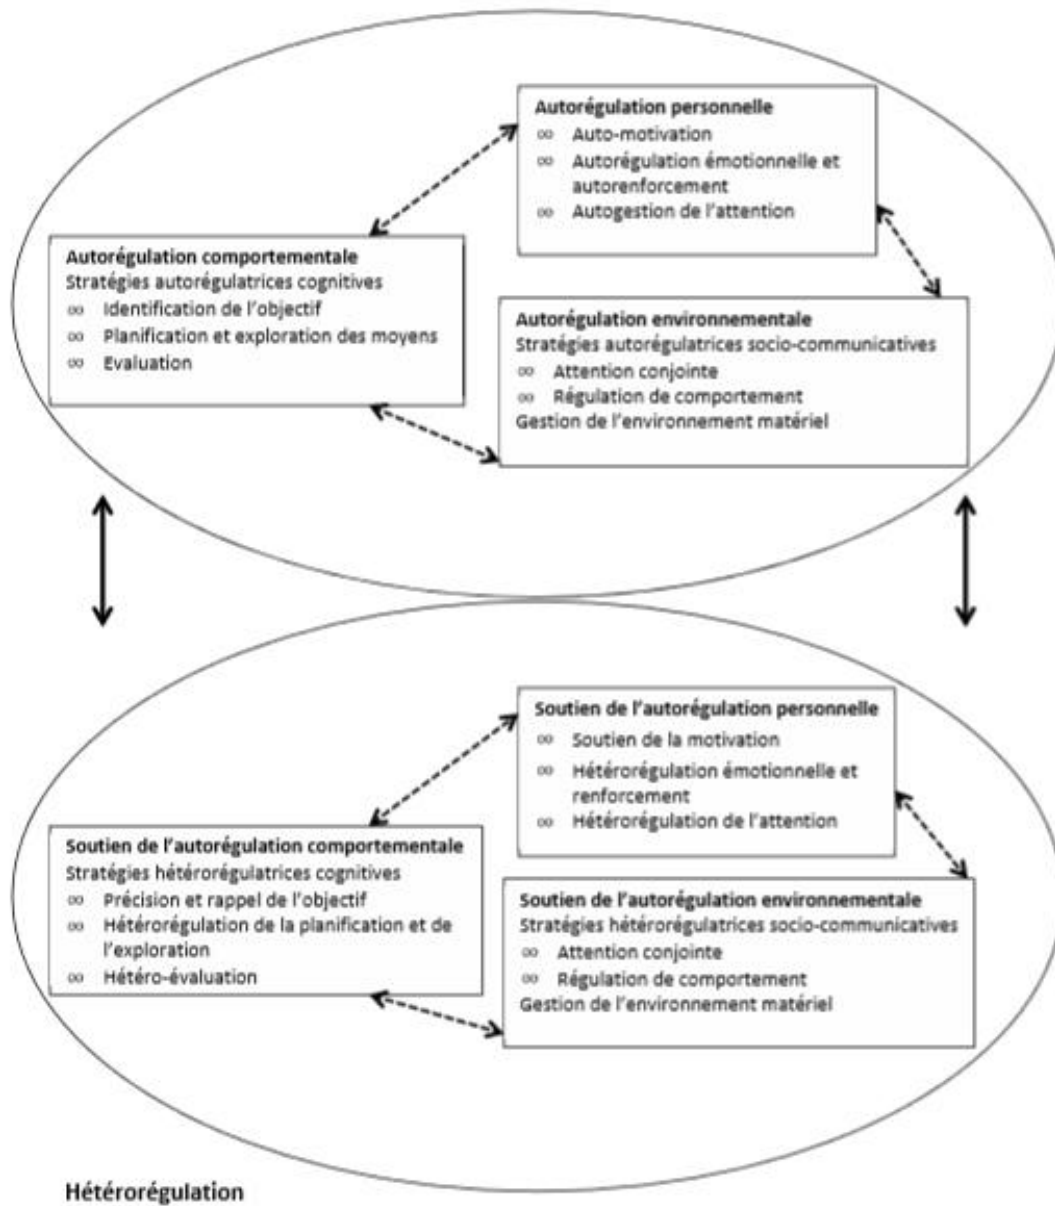 Autorégulation personnelle
∞ Auto-motivation
∞ Autorégulation émotionnelle et
autorenforcement
∞ Autogestion de l'attention
Autorégulation comportementale
Stratégies autorégulatrices cognitives
∞ Identification de l'objectif
∞ Planification et exploration des moyens
∞ Evaluation
Autorégulation environnementale
Stratégies autorégulatrices socio-communicatives
∞ Attention conjointe
∞ Régulation de comportement
Gestion de l'environnement matériel
Soutien de l'autorégulation personnelle
∞ Soutien de la motivation
∞ Hétérorégulation émotionnelle et
renforcement
∞ Hétérorégulation de l'attention
Soutien de l'autorégulation comportementale
Stratégies hétérorégulatrices cognitives
∞ Précision et rappel de l'objectif
∞ Hétérorégulation de la planification et de
l'exploration
∞ Hétéro-évaluation
Soutien de l'autorégulation environnementale
Stratégies hétérorégulatrices socio-communicatives
∞ Attention conjointe
∞ Régulation de comportement
Gestion de l'environnement matériel
Hétérorégulation